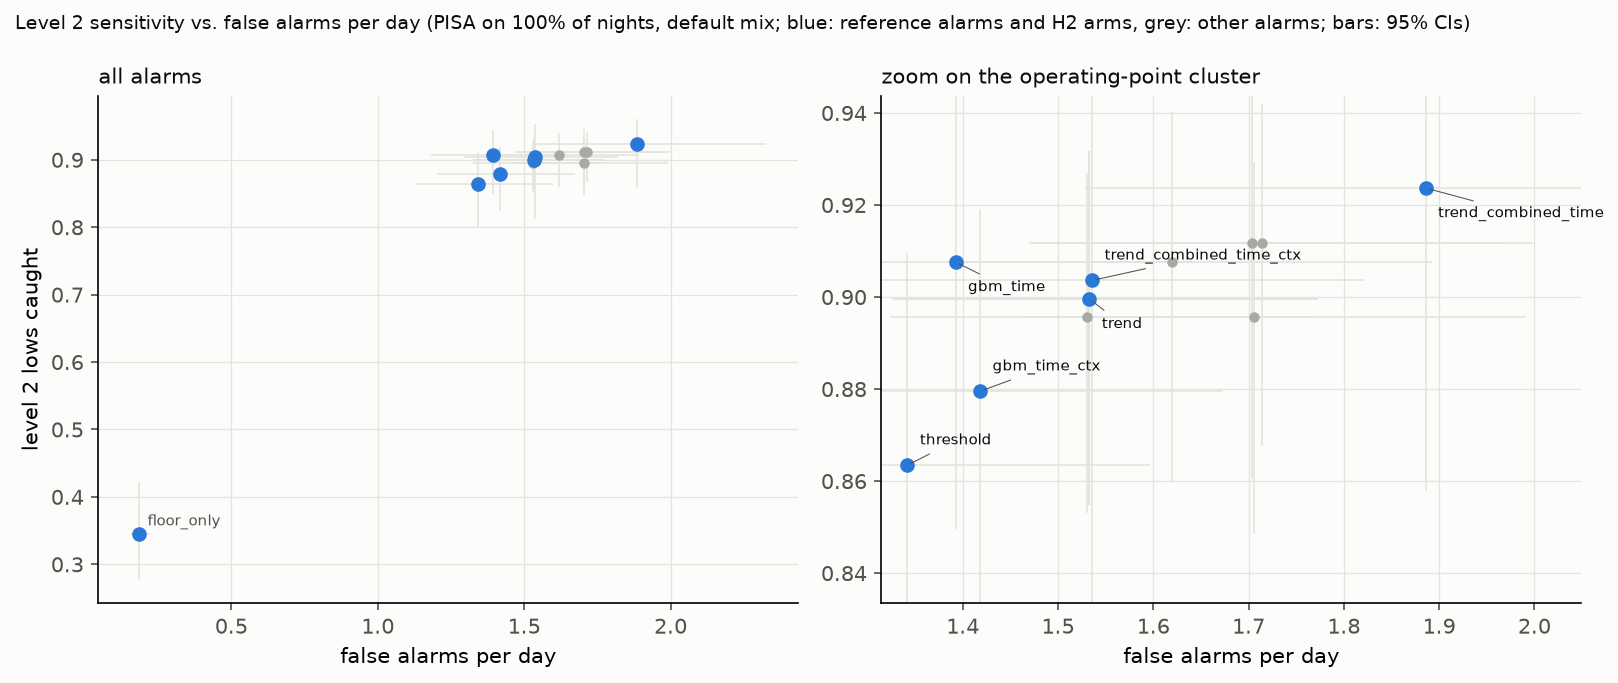 Level 2 sensitivity vs. false alarms per day (PISA on 100% of nights, default mix; blue: reference alarms and H2 arms, grey: other alarms; bars: 95% CIs)
all alarms
level 2 lows caught
0.9
0.8
0.7
0.6
0.5
0.4
0.3
floor_only
0.5
1.0
1.5
2.0
false alarms per day
zoom on the operating-point cluster
0.94
0.92
0.90
0.88
0.86
0.84
trend_combined_time
trend_combined_time_ctx
gbm_time
trend
gbm_time_ctx
threshold
1.4
1.5
1.6
1.7
1.8
1.9
2.0
false alarms per day